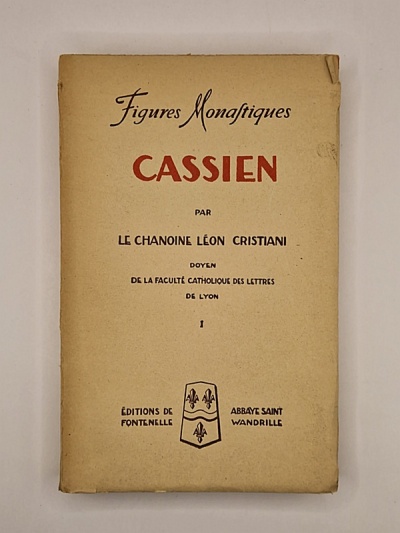 Figures Monastiques
CASSIEN
PAR
LE CHANOINE LÉON CRISTIANI
DOYEN
DE LA FACULTÉ CATHOLIQUE DES LETTRES
DE LYON
I
ÉDITIONS DE FONTENELLE
ABBAYE SAINT WANDRILLE